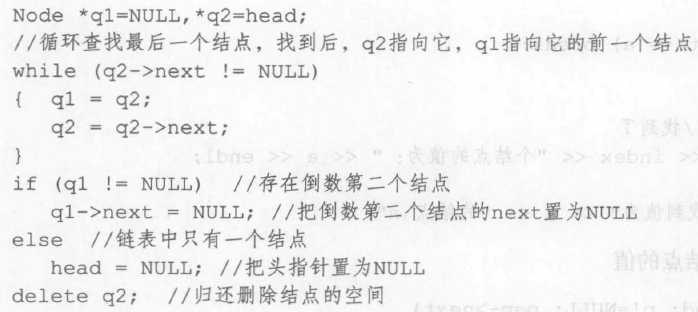 Node *q1=NULL,*q2=head;
//循环查找最后一个结点，找到后，q2指向它，q1指向它的前一个结点
while (q2->next != NULL)
{  q1 = q2;
   q2 = q2->next;
}
if (q1 != NULL)  //存在倒数第二个结点
   q1->next = NULL; //把倒数第二个结点的next置为NULL
else  //链表中只有一个结点
   head = NULL; //把头指针置为NULL
delete q2;  //归还删除结点的空间